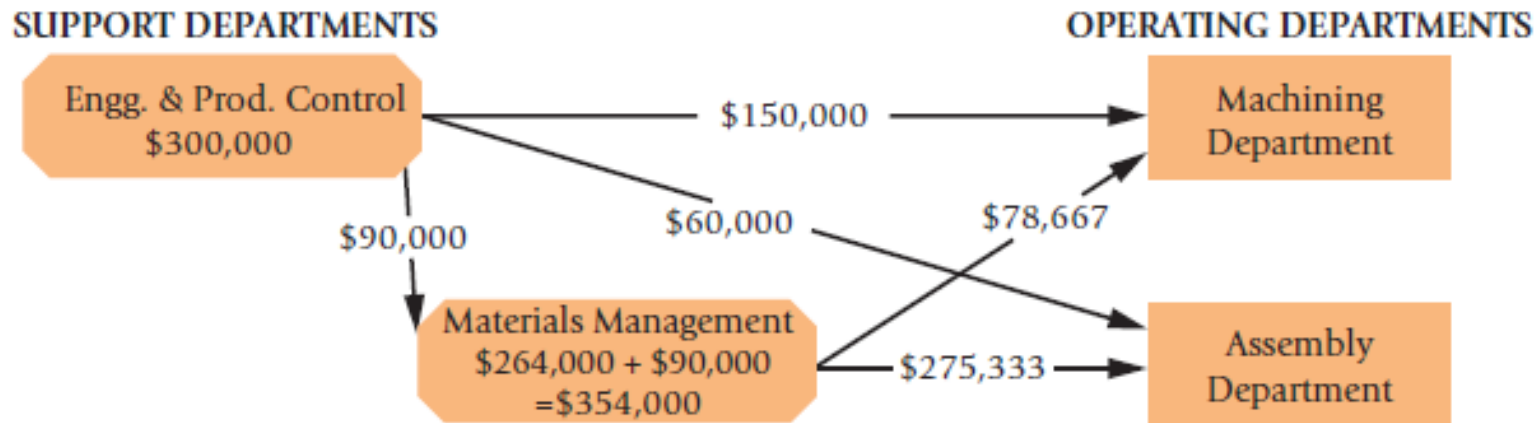 SUPPORT DEPARTMENTS
OPERATING DEPARTMENTS
Engg. & Prod. Control
$300,000
$150,000
Machining
Department
$90,000
$60,000
$78,667
Materials Management
$264,000 + $90,000
=$354,000
$275,333
Assembly
Department